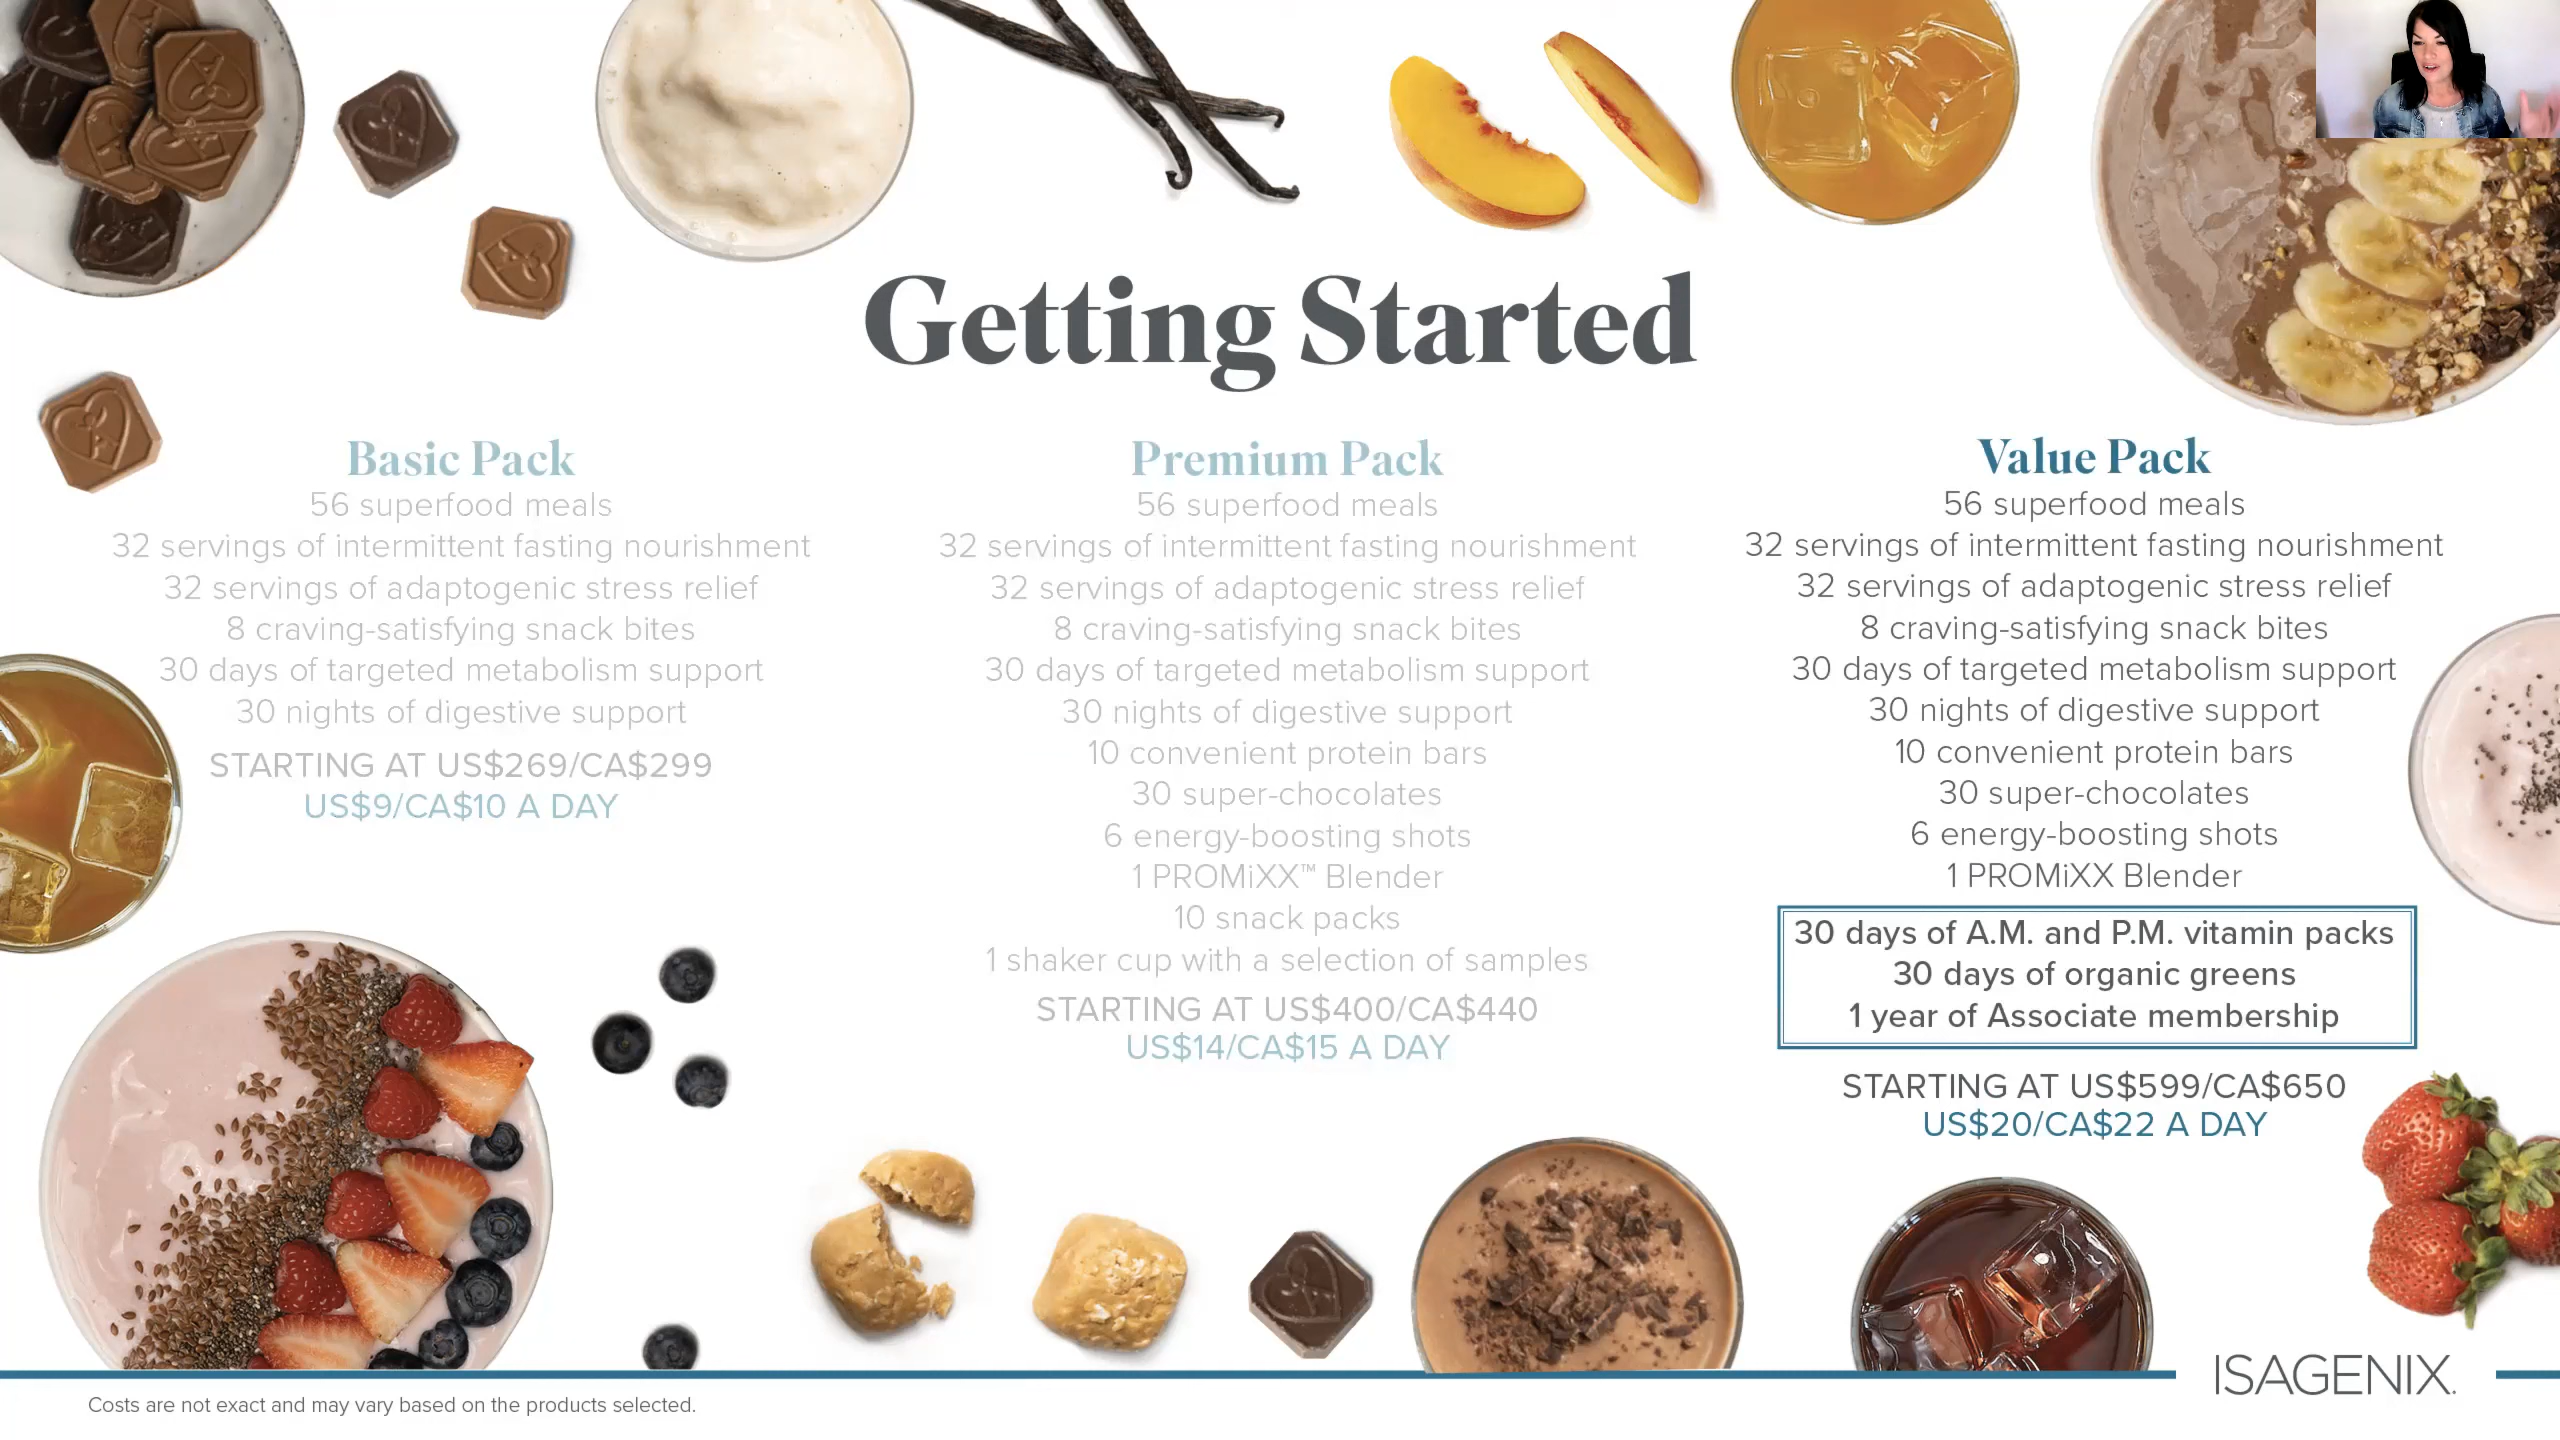 Getting Started
Basic Pack
56 superfood meals
32 servings of intermittent fasting nourishment
32 servings of adaptogenic stress relief
8 craving-satisfying snack bites
30 days of targeted metabolism support
30 nights of digestive support
STARTING AT US$269/CA$299
US$9/CA$10 A DAY
Premium Pack
56 superfood meals
32 servings of intermittent fasting nourishment
32 servings of adaptogenic stress relief
8 craving-satisfying snack bites
30 days of targeted metabolism support
30 nights of digestive support
10 convenient protein bars
30 super-chocolates
6 energy-boosting shots
1 PROMiXX™ Blender
10 snack packs
1 shaker cup with a selection of samples
STARTING AT US$400/CA$440
US$14/CA$15 A DAY
Value Pack
56 superfood meals
32 servings of intermittent fasting nourishment
32 servings of adaptogenic stress relief
8 craving-satisfying snack bites
30 days of targeted metabolism support
30 nights of digestive support
10 convenient protein bars
30 super-chocolates
6 energy-boosting shots
1 PROMiXX Blender
30 days of A.M. and P.M. vitamin packs
30 days of organic greens
1 year of Associate membership
STARTING AT US$599/CA$650
US$20/CA$22 A DAY
ISAGENIX.
Costs are not exact and may vary based on the products selected.